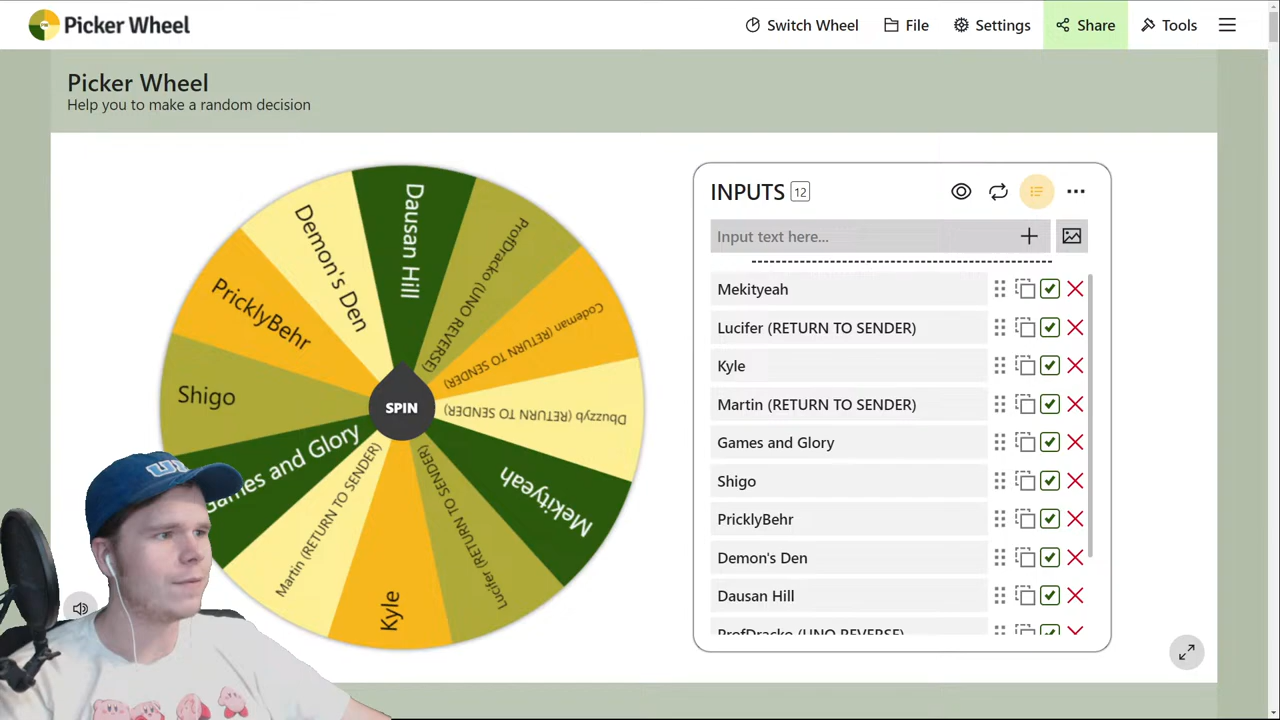 Picker Wheel
Switch Wheel
File
Settings
Share
Tools
Picker Wheel
Help you to make a random decision
Dausan Hill
ProfDracko (UNO REVERSE)
Codeman (RETURN TO SENDER)
Dbuzzyb (RETURN TO SENDER)
Mekityeah
Lucifer (RETURN TO SENDER)
Kyle
Martin (RETURN TO SENDER)
Games and Glory
Shigo
PricklyBehr
Demon's Den
SPIN
INPUTS 12
Input text here...
Mekityeah
Lucifer (RETURN TO SENDER)
Kyle
Martin (RETURN TO SENDER)
Games and Glory
Shigo
PricklyBehr
Demon's Den
Dausan Hill
ProfDracko (UNO REVERSE)